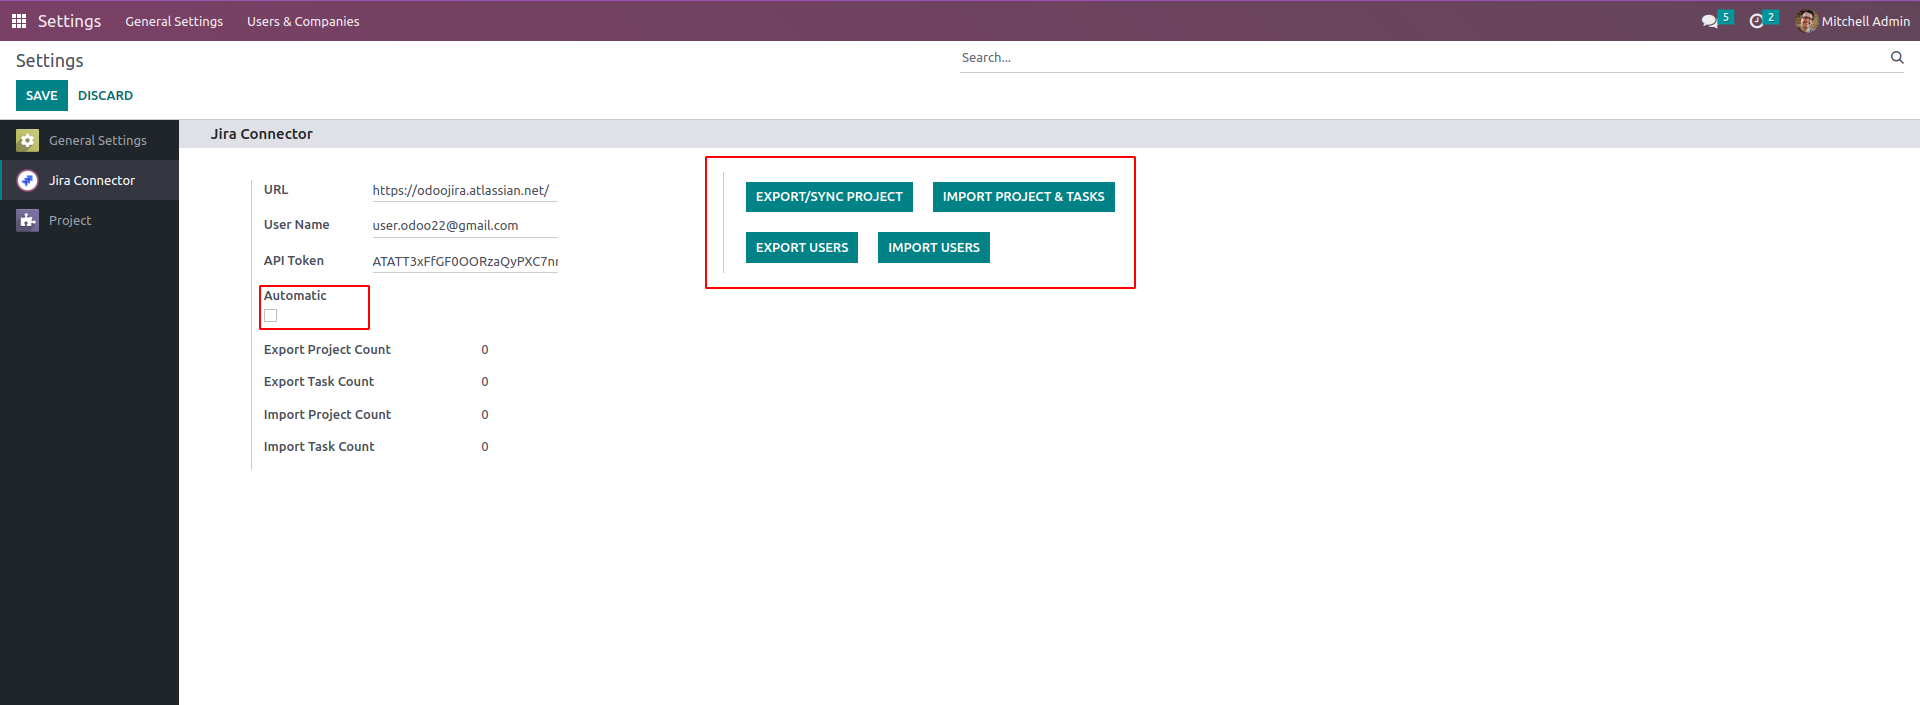 Settings General Settings Users & Companies 5 2 Mitchell Admin
Settings Search...
SAVE DISCARD
General Settings
Jira Connector
Project
Jira Connector
URL https://odoojira.atlassian.net/
User Name user.odoo22@gmail.com
API Token ATATT3xFfGF0OORzaQyPXC7nr
Automatic
Export Project Count 0
Export Task Count 0
Import Project Count 0
Import Task Count 0
EXPORT/SYNC PROJECT IMPORT PROJECT & TASKS
EXPORT USERS IMPORT USERS